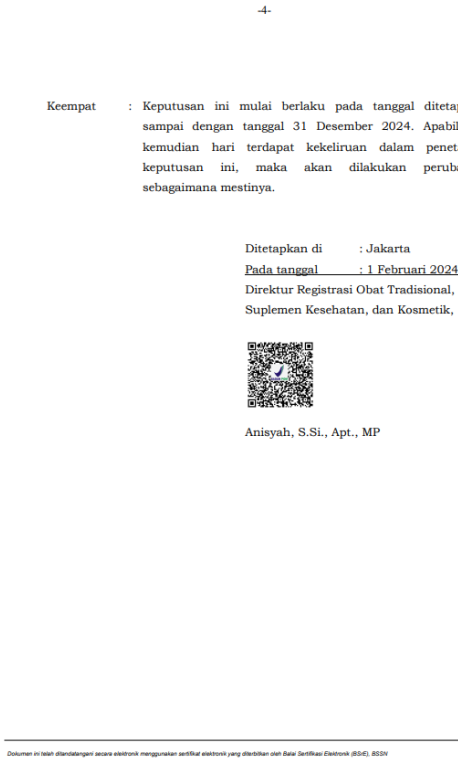 -4-
Keempat : Keputusan ini mulai berlaku pada tanggal
sampai dengan tanggal 31 Desember 2024.
kemudian hari terdapat kekeliruan dalam
keputusan ini, maka akan dilakukan
sebagaimana mestinya.
Ditetapkan di : Jakarta
Pada tanggal : 1 Februari 2024
Direktur Registrasi Obat Tradisional,
Suplemen Kesehatan, dan Kosmetik,
Anisyah, S.Si., Apt., MP
Dokumen ini telah ditandatangani secara elektronik menggunakan sertifikat elektronik yang diterbitkan oleh Balai Sertifikasi Elektronik (BSrE), BSSN